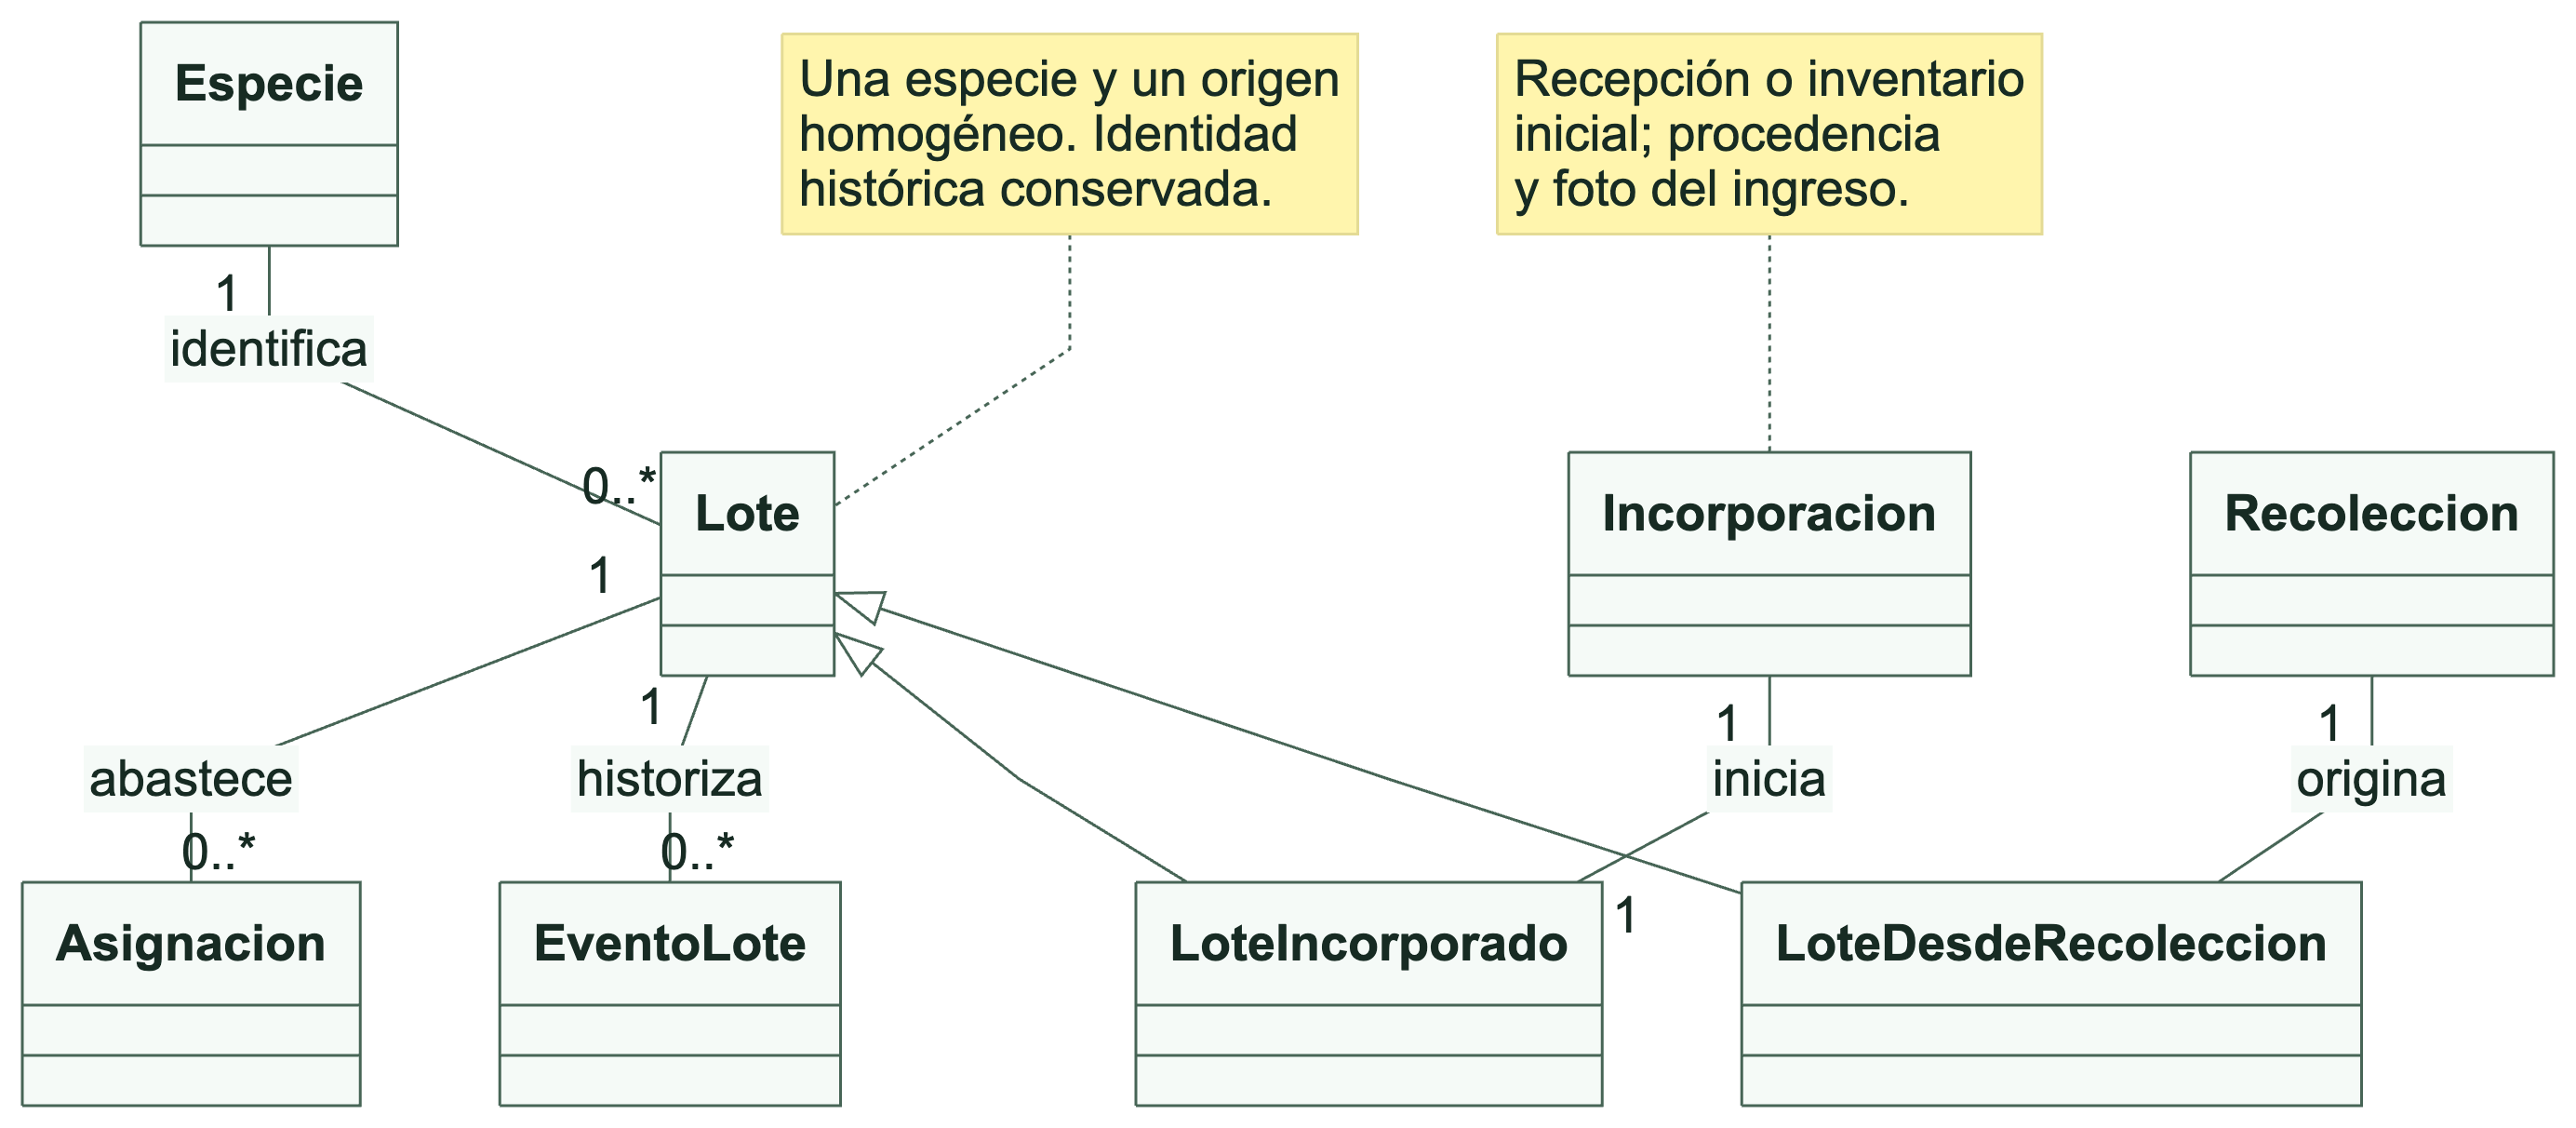 Especie
Una especie y un origen
homogéneo. Identidad
histórica conservada.
Recepción o inventario
inicial; procedencia
y foto del ingreso.
1
identifica
0..*
Lote
Incorporacion
Recoleccion
1
1
1
1
abastece
historiza
inicia
origina
0..*
0..*
1
Asignacion
EventoLote
LoteIncorporado
LoteDesdeRecoleccion